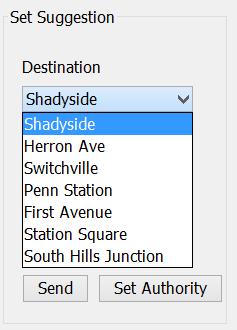 Set Suggestion
Destination
Shadyside
Shadyside
Herron Ave
Switchville
Penn Station
First Avenue
Station Square
South Hills Junction
Send Set Authority